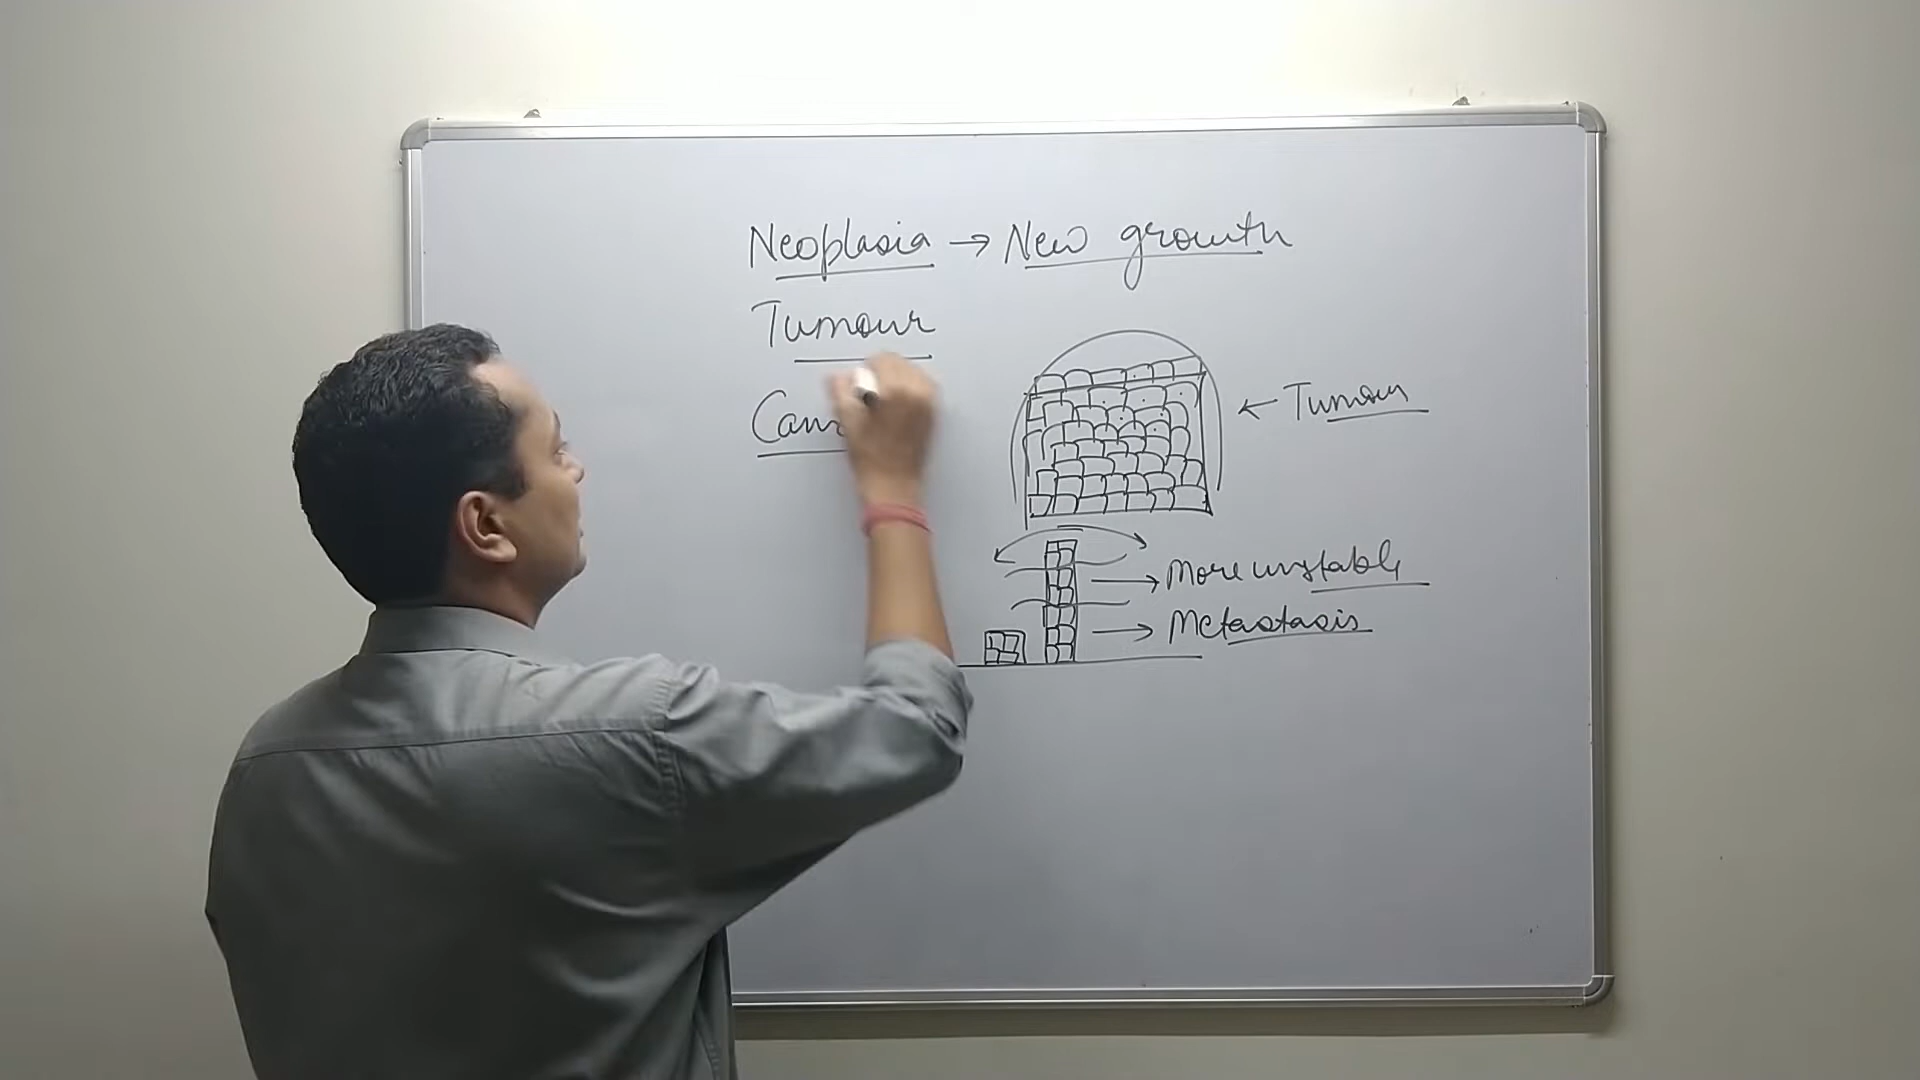 Neoplasia → New growth
Tumour
← Tumour
→ More unstable
→ Metastasis